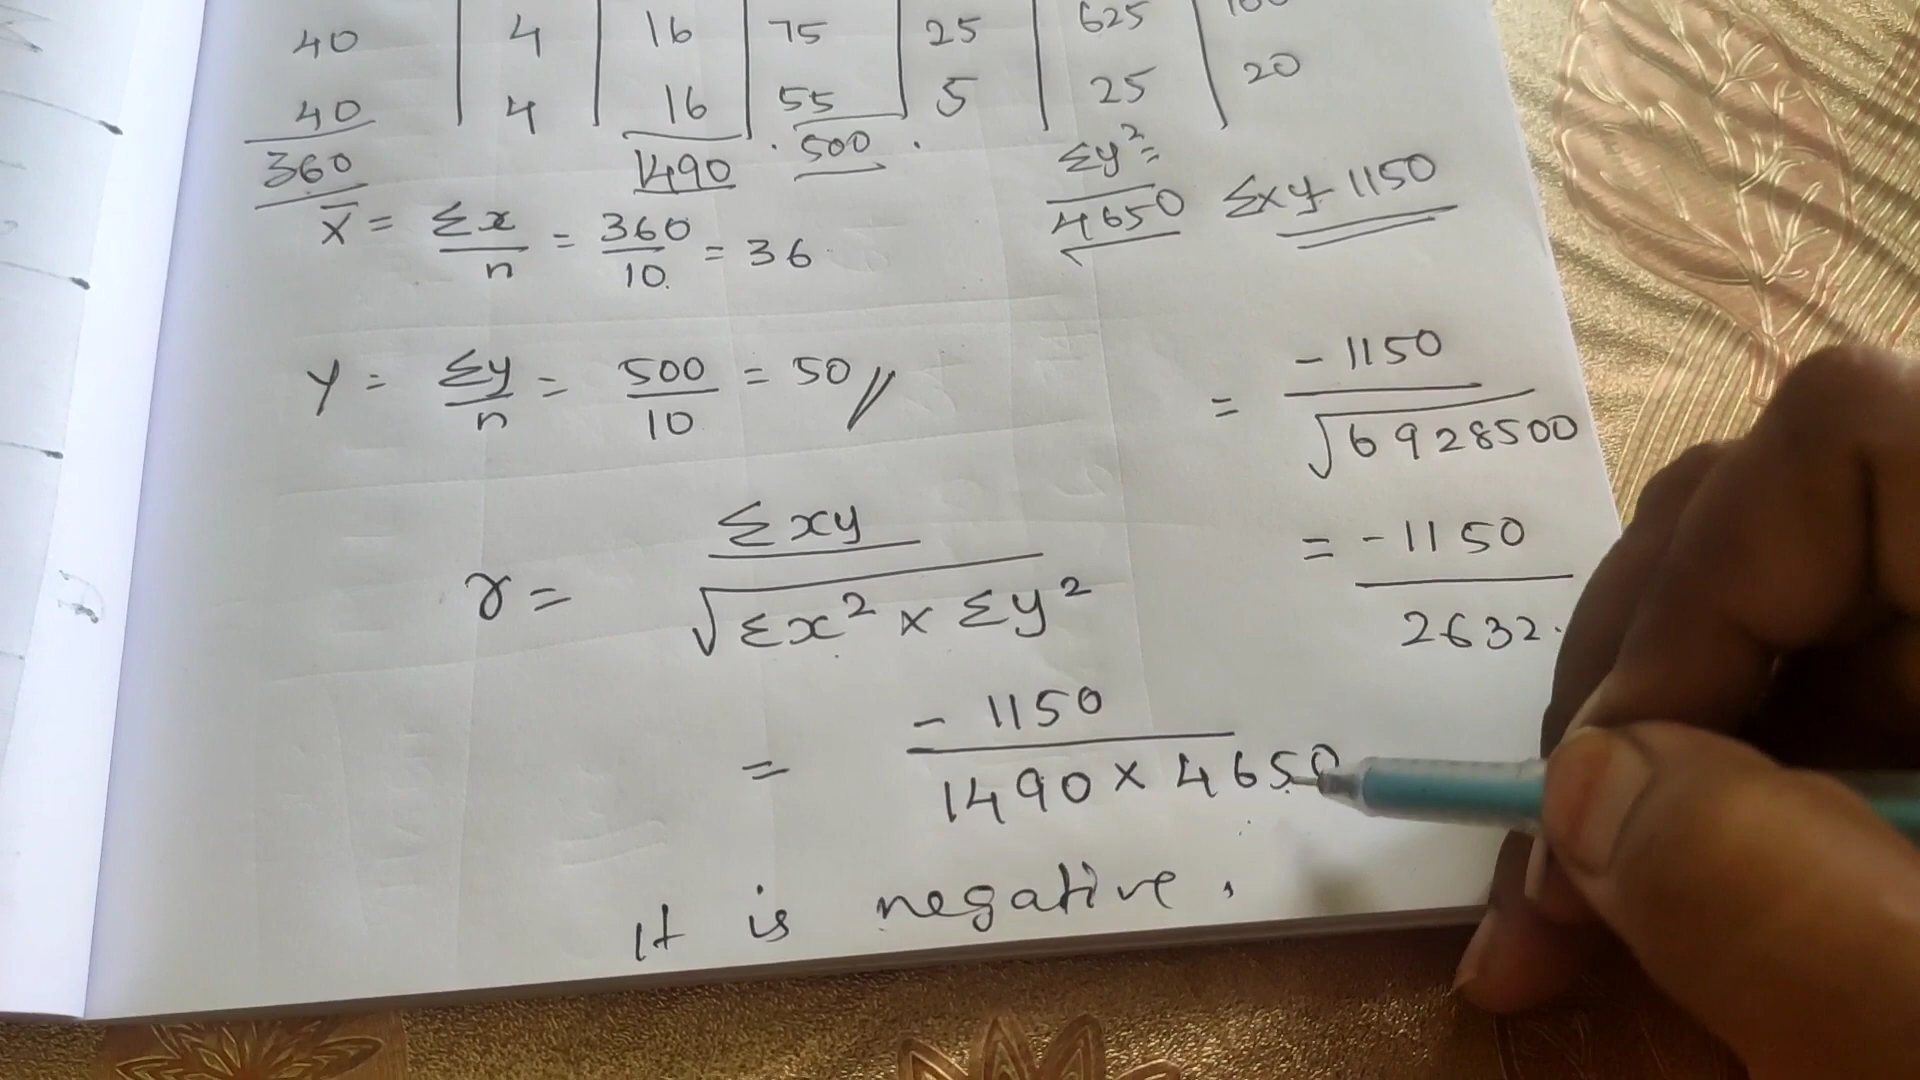 40 4 16 75 25 625
40 4 16 55 5 25 20
360 1490 . 500 . Σy²= 4650 Σxy -1150
X̄ = Σx/n = 360/10 = 36
Y = Σy/n = 500/10 = 50 //
r = Σxy / √Σx² × Σy²
= -1150 / 1490 × 4650
= -1150 / √6928500
= -1150 / 2632.
It is negative.